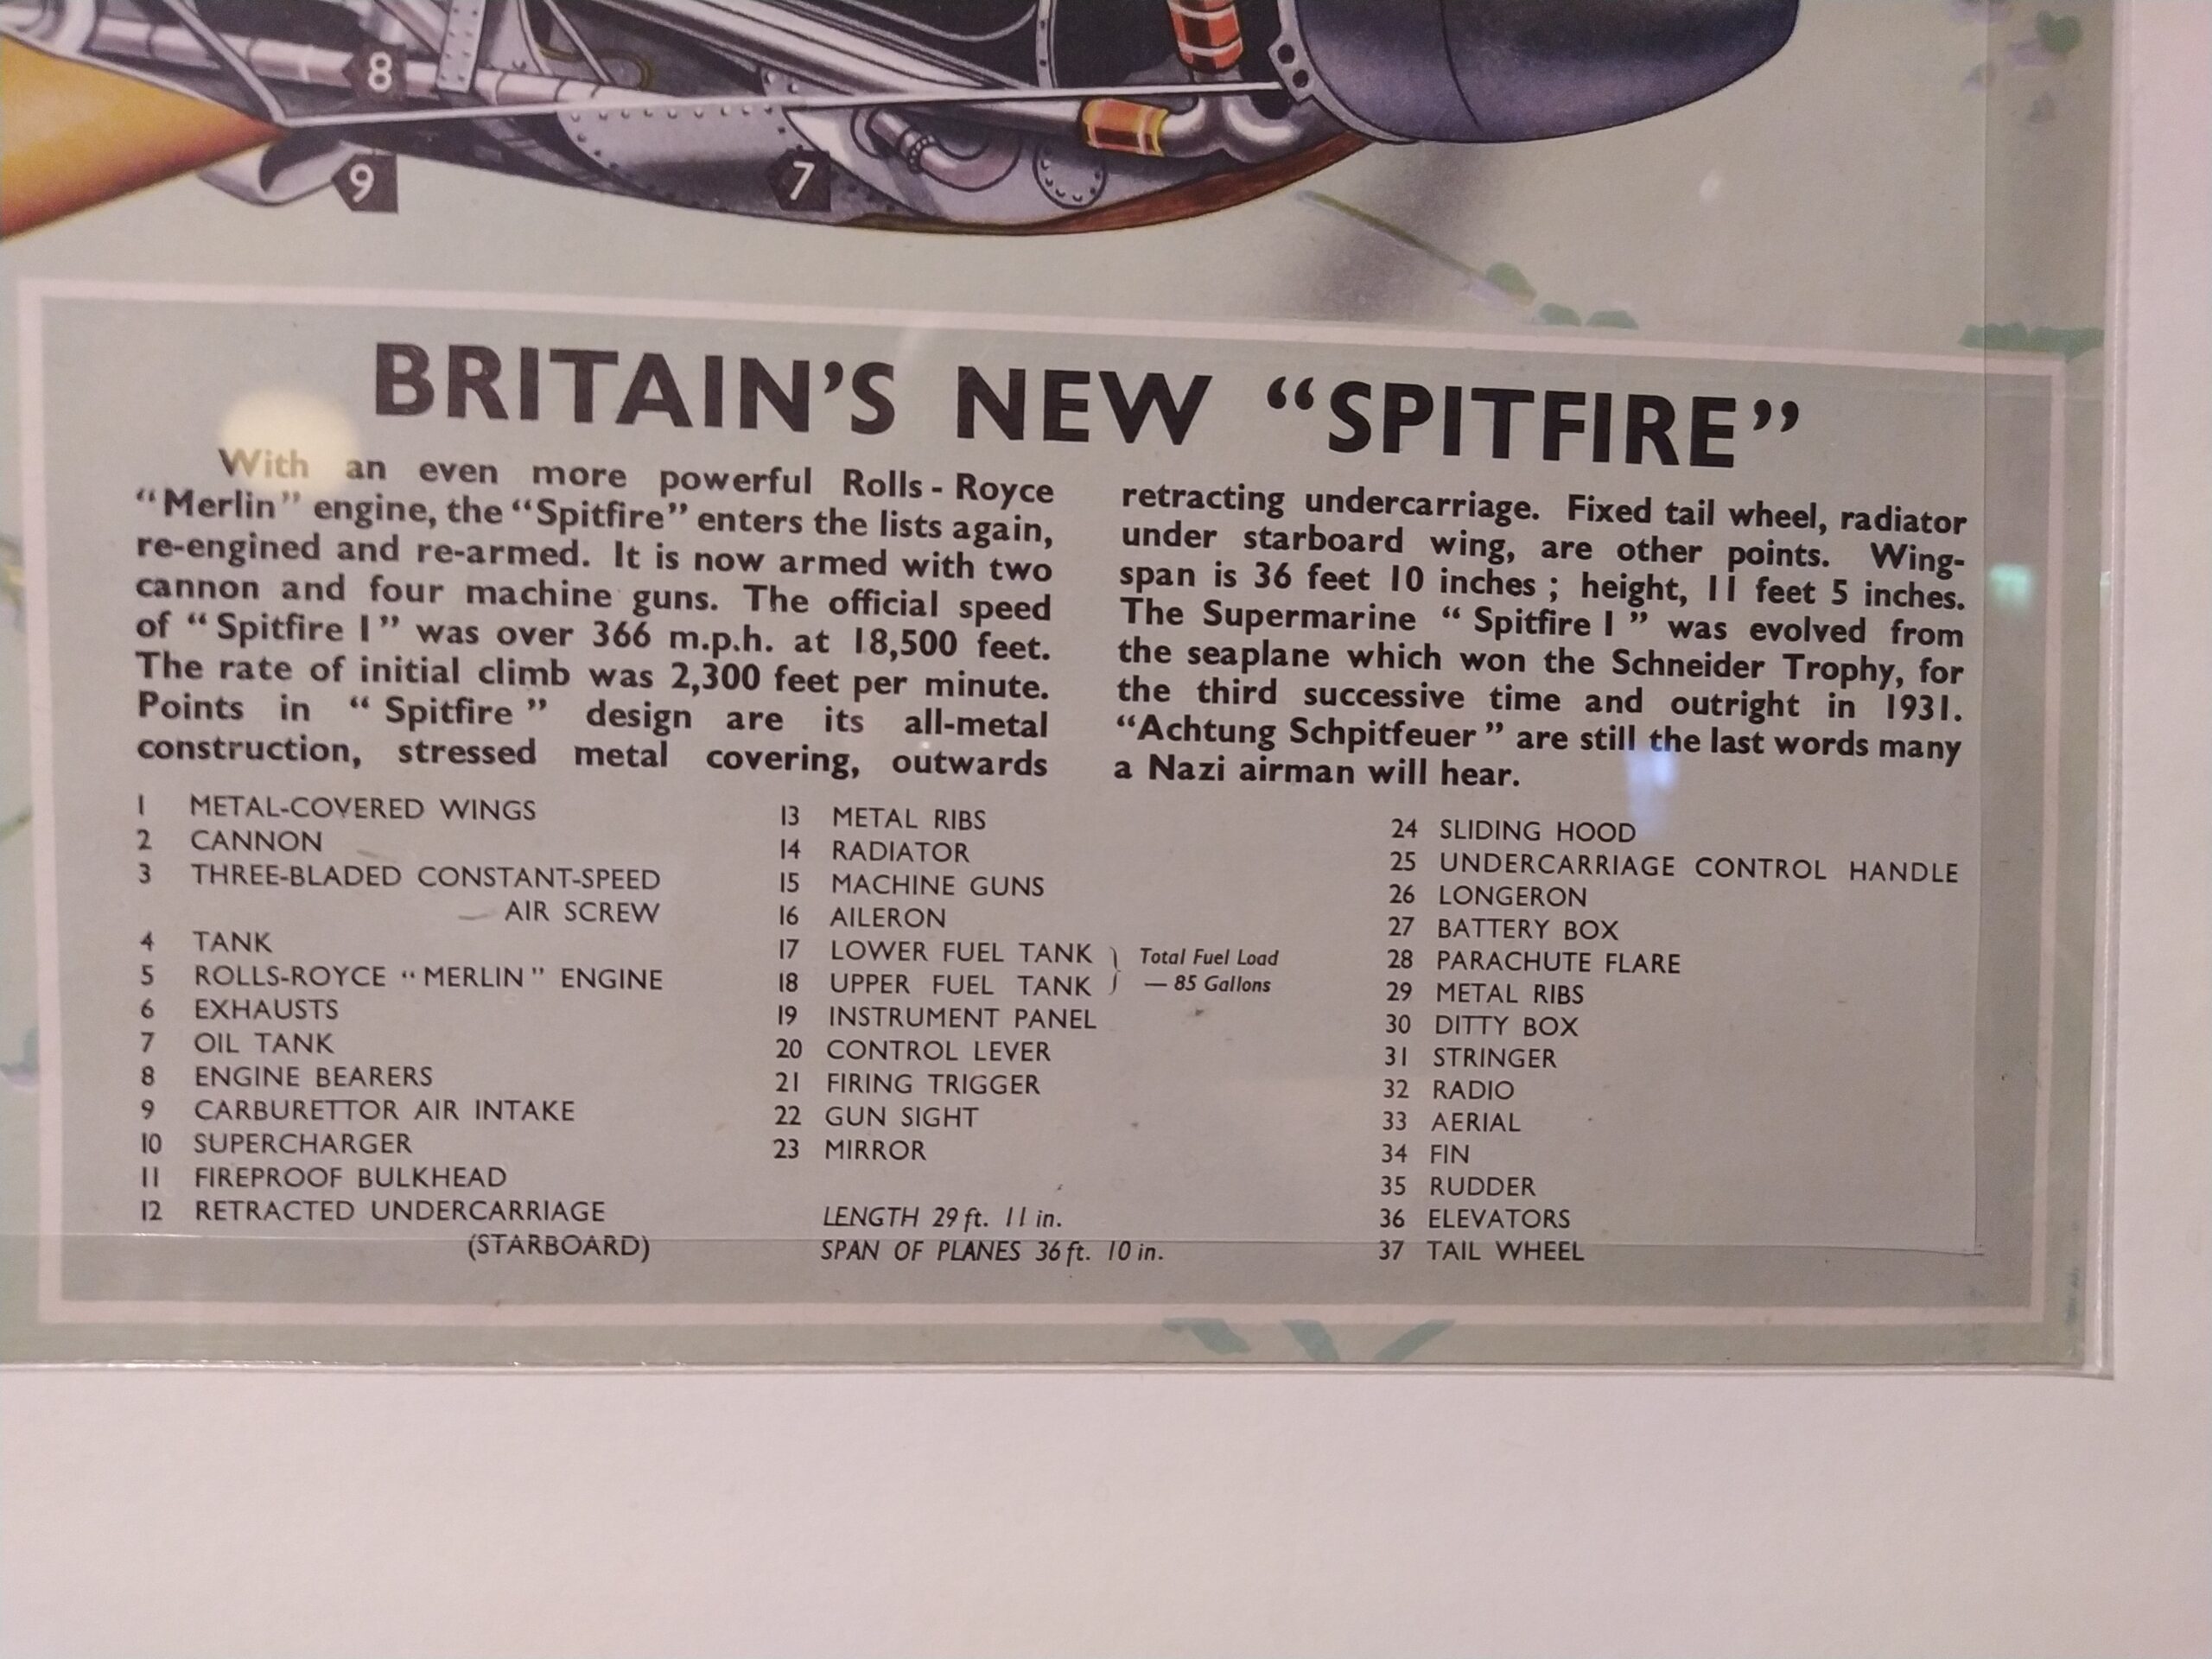 8
9
7
BRITAIN'S NEW “SPITFIRE”
With an even more powerful Rolls-Royce
“Merlin” engine, the “Spitfire” enters the lists again,
re-engined and re-armed. It is now armed with two
cannon and four machine guns. The official speed
of “Spitfire I” was over 366 m.p.h. at 18,500 feet.
The rate of initial climb was 2,300 feet per minute.
Points in “Spitfire” design are its all-metal
construction, stressed metal covering, outwards
retracting undercarriage. Fixed tail wheel, radiator
under starboard wing, are other points. Wing-
span is 36 feet 10 inches ; height, 11 feet 5 inches.
The Supermarine “Spitfire I” was evolved from
the seaplane which won the Schneider Trophy, for
the third successive time and outright in 1931.
“Achtung Schpitfeuer” are still the last words many
a Nazi airman will hear.
1 METAL-COVERED WINGS
2 CANNON
3 THREE-BLADED CONSTANT-SPEED
AIR SCREW
4 TANK
5 ROLLS-ROYCE “MERLIN” ENGINE
6 EXHAUSTS
7 OIL TANK
8 ENGINE BEARERS
9 CARBURETTOR AIR INTAKE
10 SUPERCHARGER
11 FIREPROOF BULKHEAD
12 RETRACTED UNDERCARRIAGE
(STARBOARD)
13 METAL RIBS
14 RADIATOR
15 MACHINE GUNS
16 AILERON
17 LOWER FUEL TANK } Total Fuel Load
18 UPPER FUEL TANK } — 85 Gallons
19 INSTRUMENT PANEL
20 CONTROL LEVER
21 FIRING TRIGGER
22 GUN SIGHT
23 MIRROR
LENGTH 29 ft. 11 in.
SPAN OF PLANES 36 ft. 10 in.
24 SLIDING HOOD
25 UNDERCARRIAGE CONTROL HANDLE
26 LONGERON
27 BATTERY BOX
28 PARACHUTE FLARE
29 METAL RIBS
30 DITTY BOX
31 STRINGER
32 RADIO
33 AERIAL
34 FIN
35 RUDDER
36 ELEVATORS
37 TAIL WHEEL